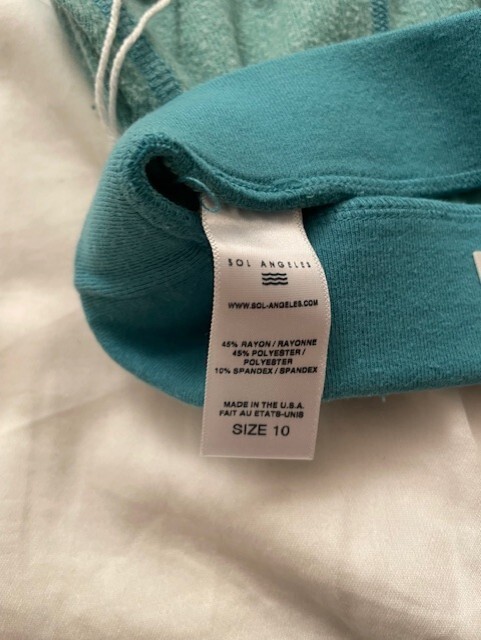 SOL ANGELES
WWW.SOL-ANGELES.COM
45% RAYON / RAYONNE
45% POLYESTER /
POLYESTER
10% SPANDEX / SPANDEX
MADE IN THE U.S.A.
FAIT AU ETATS-UNIS
SIZE 10